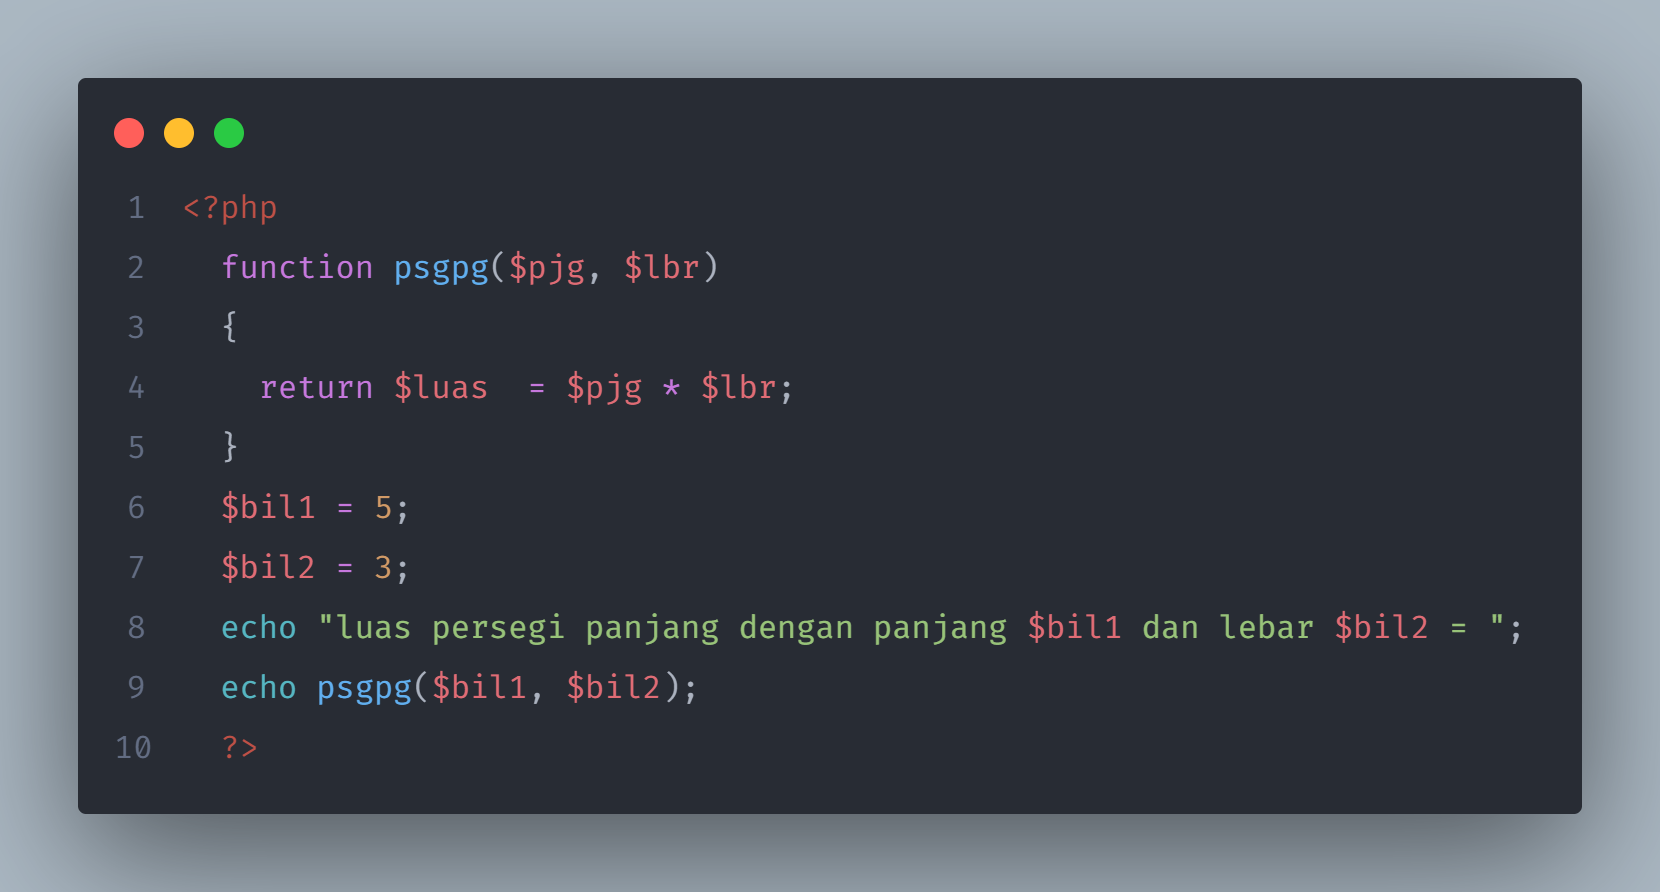 1 <?php
2   function psgpg($pjg, $lbr)
3   {
4     return $luas  = $pjg * $lbr;
5   }
6   $bil1 = 5;
7   $bil2 = 3;
8   echo "luas persegi panjang dengan panjang $bil1 dan lebar $bil2 = ";
9   echo psgpg($bil1, $bil2);
10   ?>